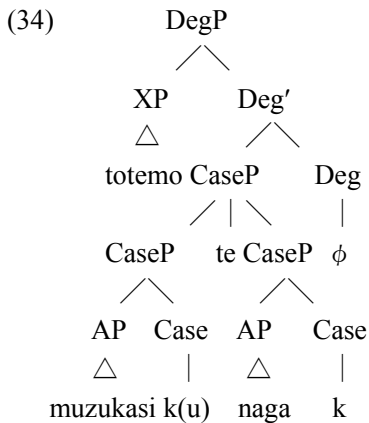 (34) DegP
XP Deg′
totemo CaseP Deg
CaseP te CaseP ϕ
AP Case AP Case
muzukasi k(u) naga k